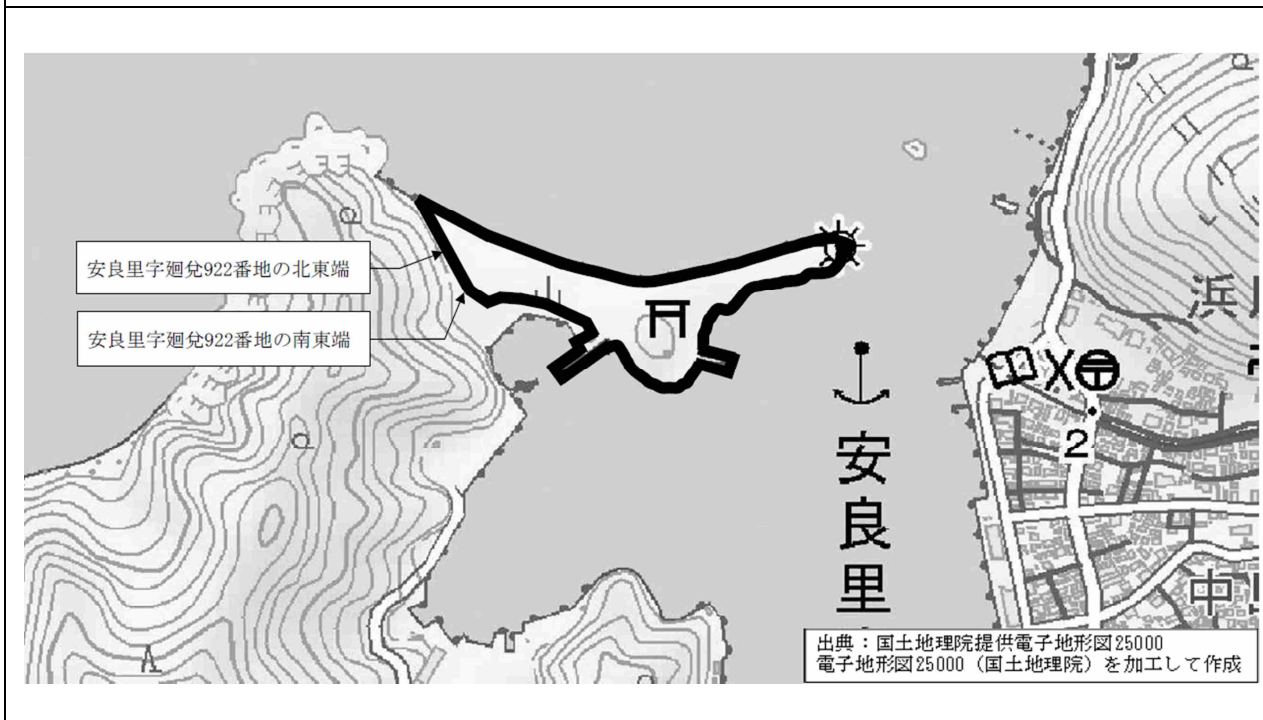 安良里字廻兌922番地の北東端
安良里字廻兌922番地の南東端
安良里
浜
2
中
出典：国土地理院提供電子地形図25000
電子地形図25000（国土地理院）を加工して作成